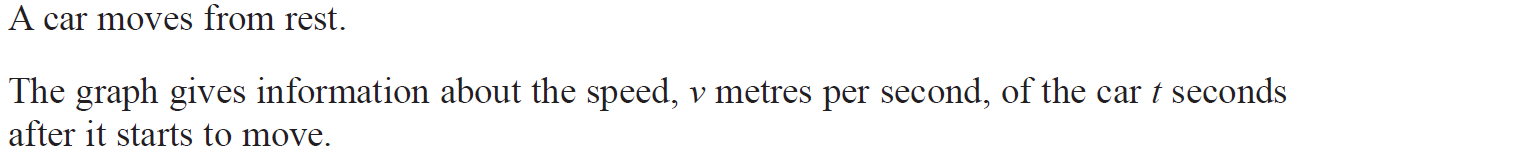 A car moves from rest.
The graph gives information about the speed, v metres per second, of the car t seconds
after it starts to move.